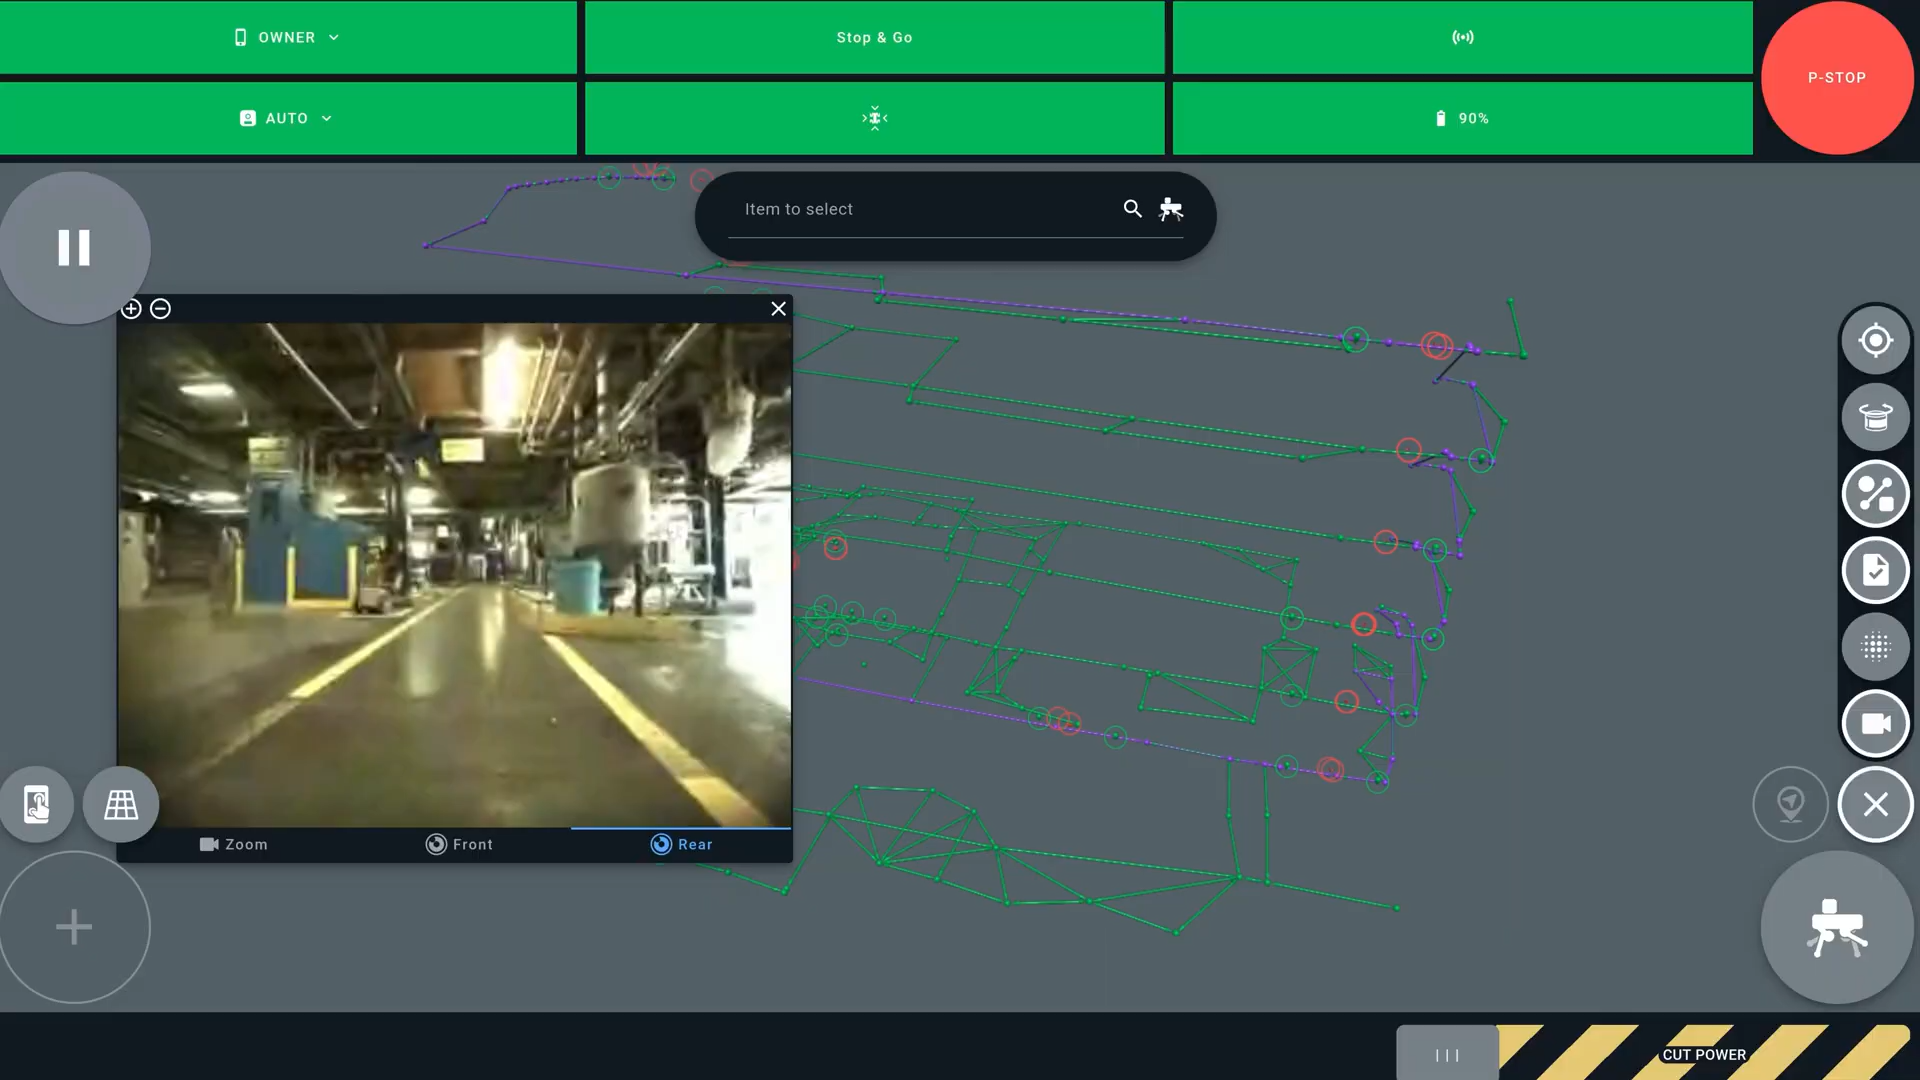 OWNER
Stop & Go
P-STOP
AUTO
90%
Item to select
Zoom
Front
Rear
CUT POWER